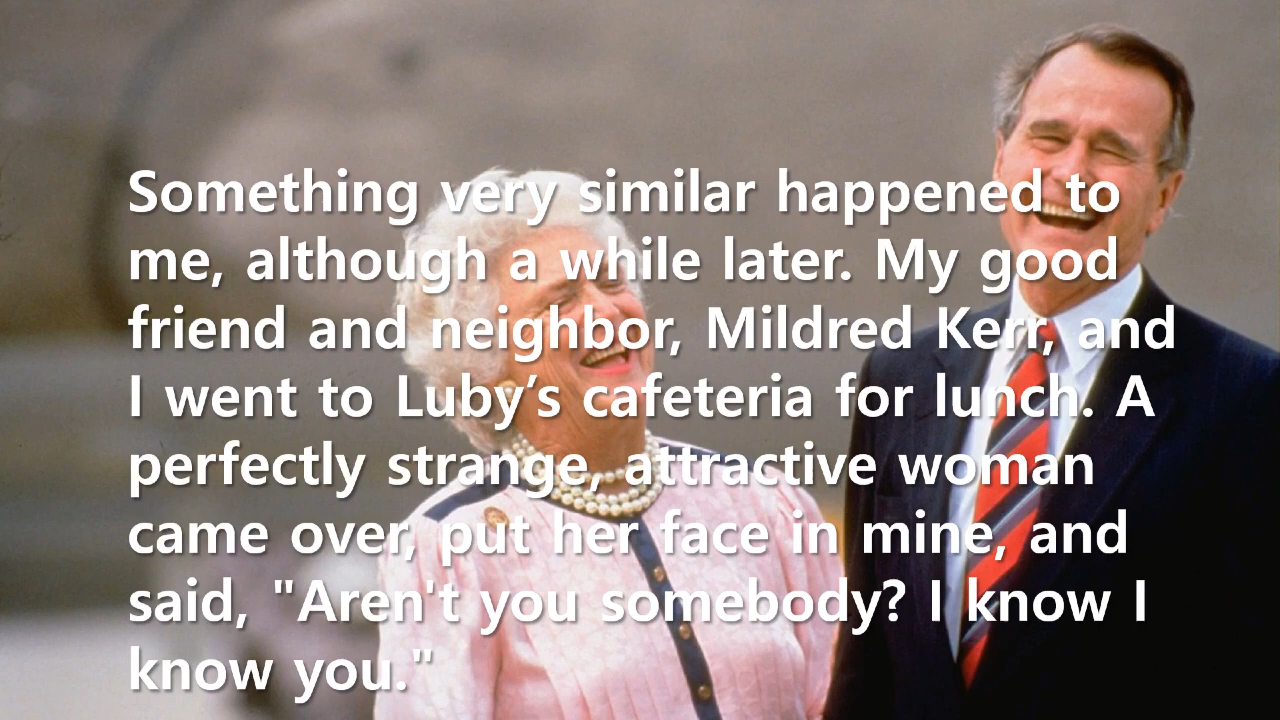 Something very similar happened to
me, although a while later. My good
friend and neighbor, Mildred Kerr, and
I went to Luby’s cafeteria for lunch. A
perfectly strange, attractive woman
came over, put her face in mine, and
said, "Aren't you somebody? I know I
know you."